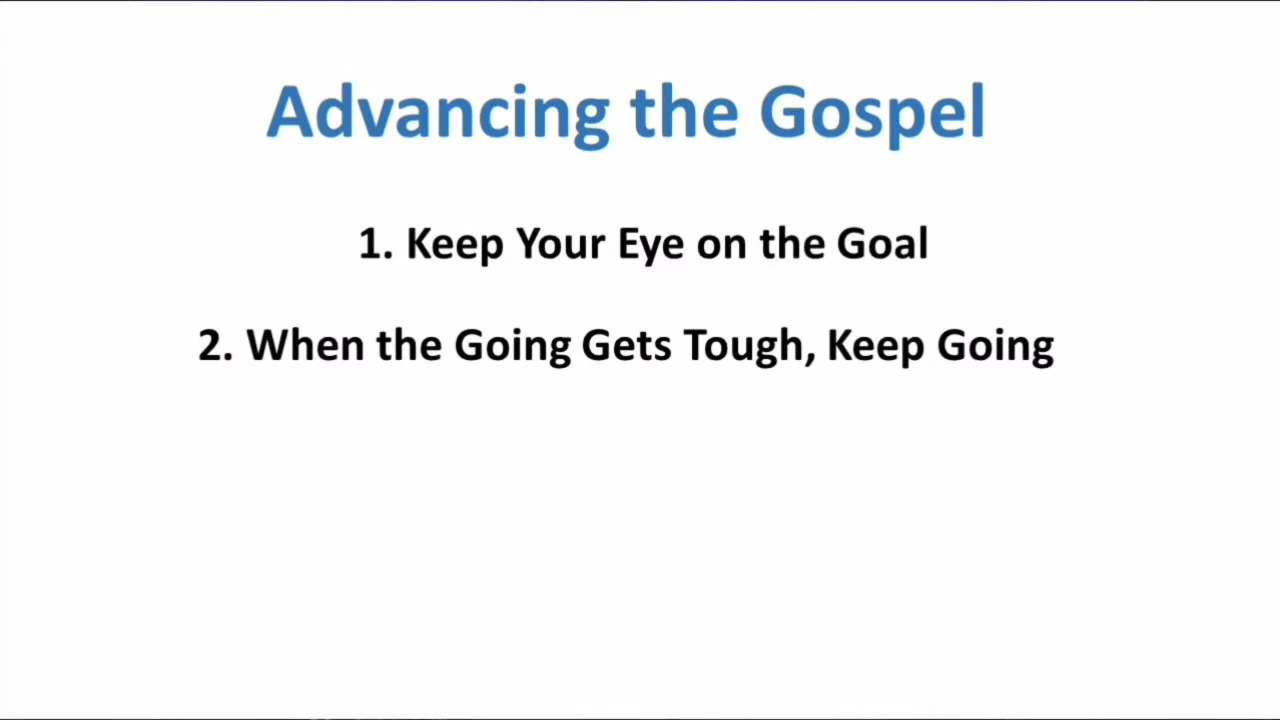 Advancing the Gospel
1. Keep Your Eye on the Goal
2. When the Going Gets Tough, Keep Going